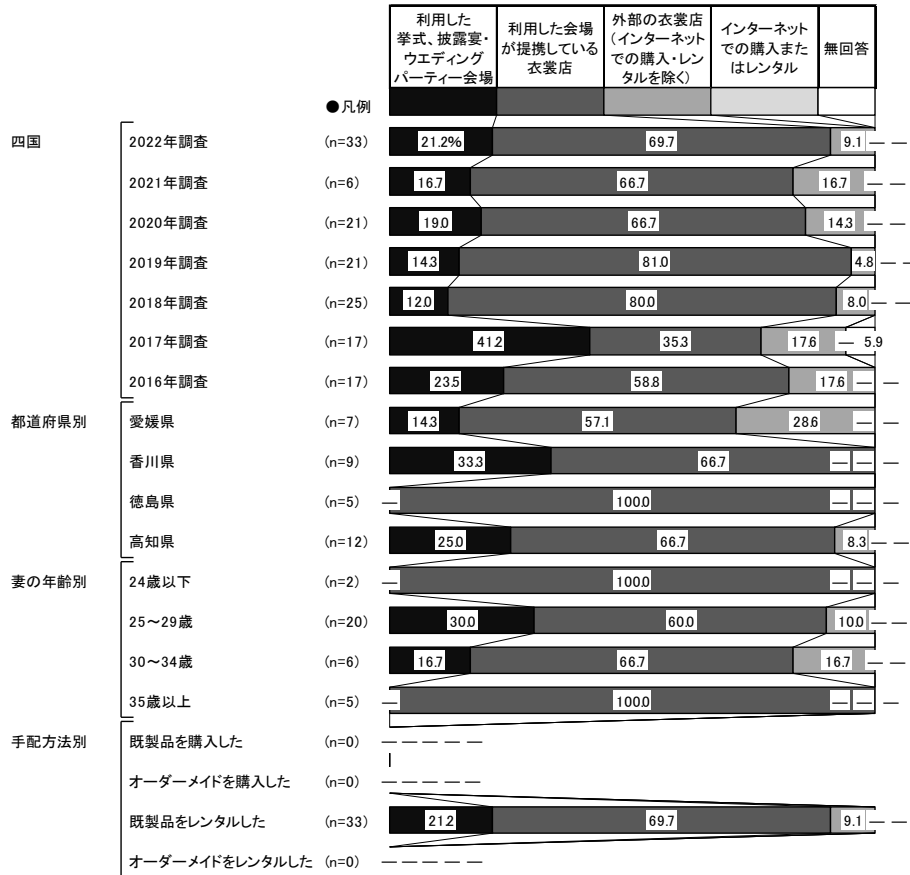 利用した
挙式、披露宴・
ウエディング
パーティー会場
利用した会場
が提携している
衣裳店
外部の衣裳店
(インターネット
での購入・レン
タルを除く)
インターネット
での購入また
はレンタル
無回答
●凡例
四国
2022年調査 (n=33) 21.2% 69.7 9.1 — —
2021年調査 (n=6) 16.7 66.7 16.7 — —
2020年調査 (n=21) 19.0 66.7 14.3 — —
2019年調査 (n=21) 14.3 81.0 4.8 — —
2018年調査 (n=25) 12.0 80.0 8.0 — —
2017年調査 (n=17) 41.2 35.3 17.6 — 5.9
2016年調査 (n=17) 23.5 58.8 17.6 — —
都道府県別
愛媛県 (n=7) 14.3 57.1 28.6 — —
香川県 (n=9) 33.3 66.7 — — —
徳島県 (n=5) — 100.0 — — —
高知県 (n=12) 25.0 66.7 8.3 — —
妻の年齢別
24歳以下 (n=2) — 100.0 — — —
25～29歳 (n=20) 30.0 60.0 10.0 — —
30～34歳 (n=6) 16.7 66.7 16.7 — —
35歳以上 (n=5) — 100.0 — — —
手配方法別
既製品を購入した (n=0) — — — — —
オーダーメイドを購入した (n=0) — — — — —
既製品をレンタルした (n=33) 21.2 69.7 9.1 — —
オーダーメイドをレンタルした (n=0) — — — — —